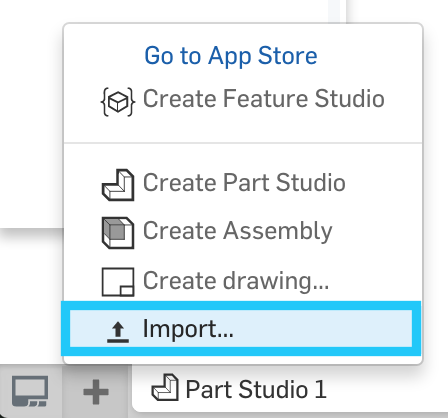 Go to App Store
Create Feature Studio
Create Part Studio
Create Assembly
Create drawing...
Import...
Part Studio 1